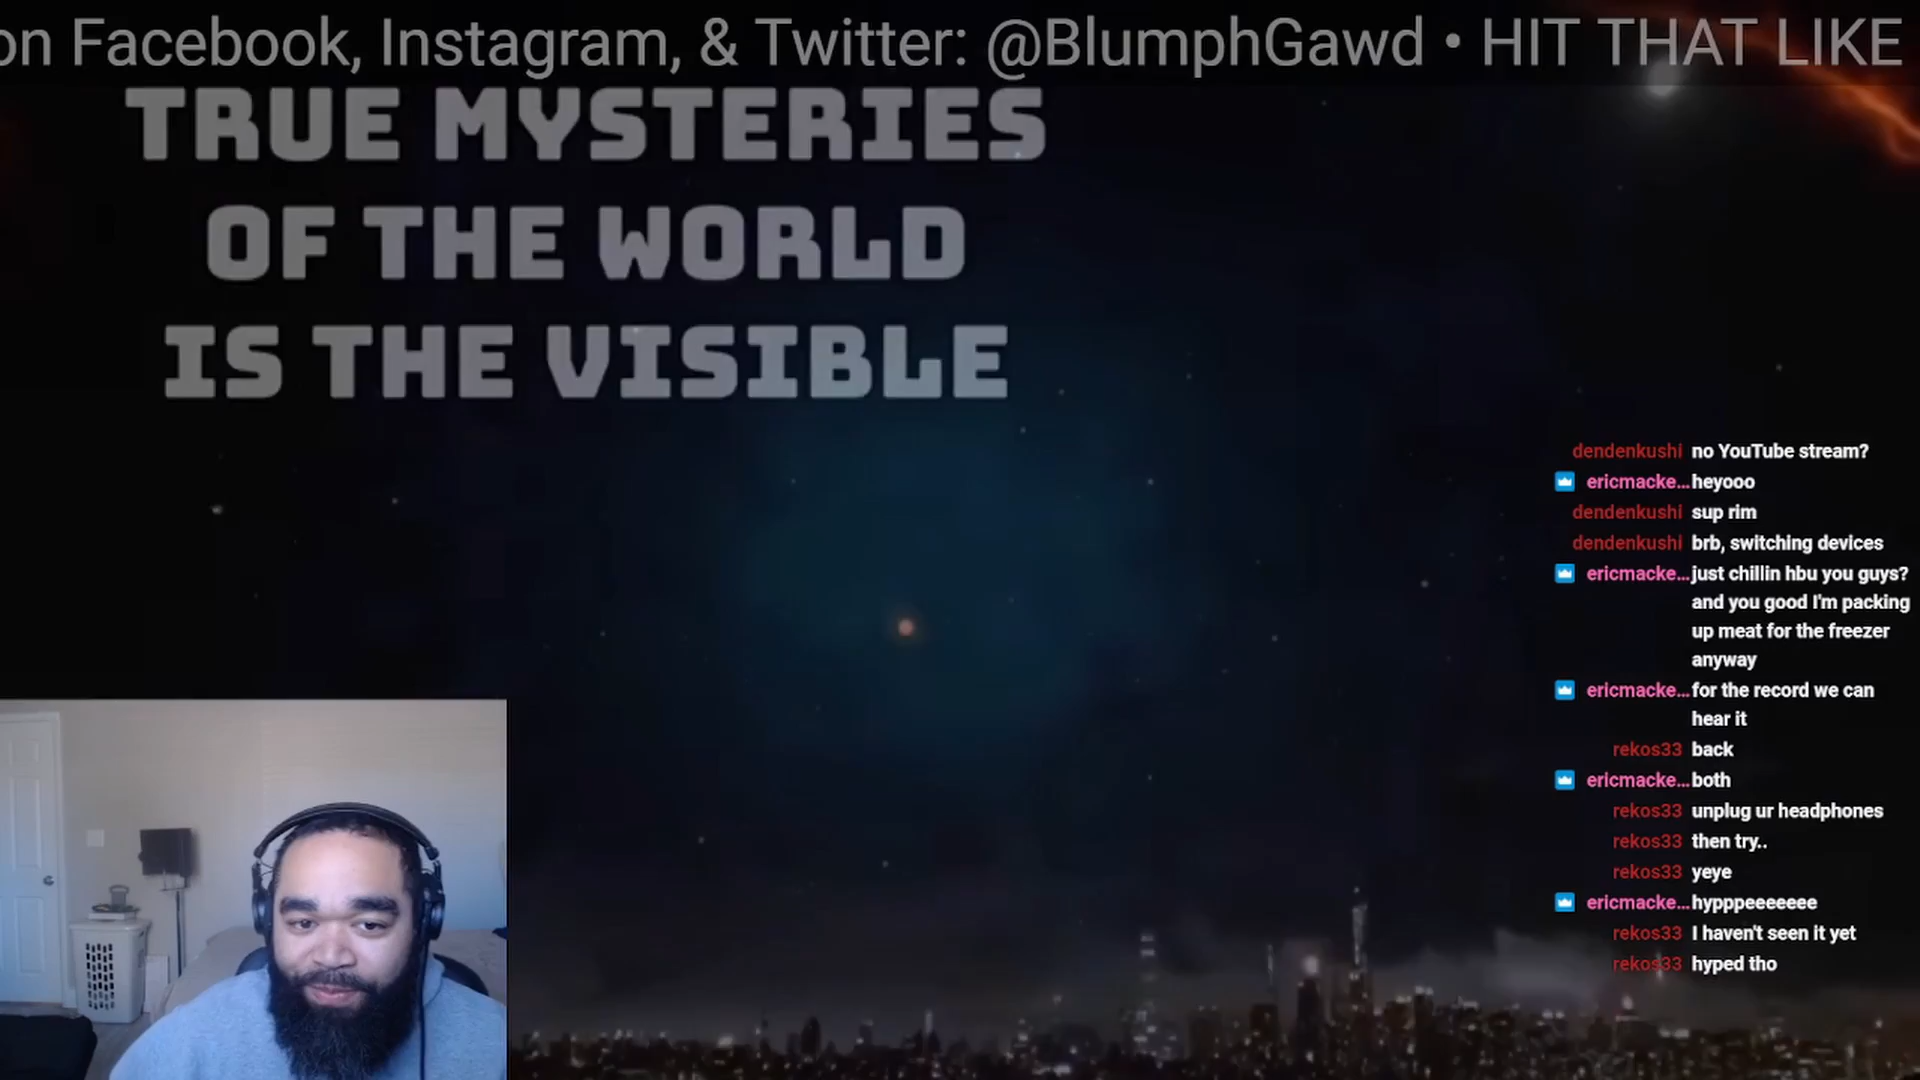 on Facebook, Instagram, & Twitter: @BlumphGawd • HIT THAT LIKE
TRUE MYSTERIES
OF THE WORLD
IS THE VISIBLE
dendenkushi no YouTube stream?
ericmacke... heyooo
dendenkushi sup rim
dendenkushi brb, switching devices
ericmacke... just chillin hbu you guys?
and you good I'm packing
up meat for the freezer
anyway
ericmacke... for the record we can
hear it
rekos33 back
ericmacke... both
rekos33 unplug ur headphones
rekos33 then try..
rekos33 yeye
ericmacke... hypppeeeeeee
rekos33 I haven't seen it yet
rekos33 hyped tho